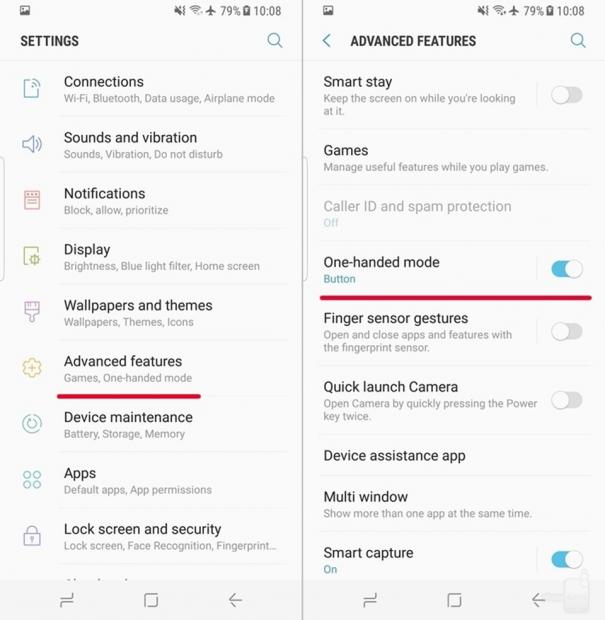 79% 10:08
SETTINGS
Connections
Wi-Fi, Bluetooth, Data usage, Airplane mode
Sounds and vibration
Sounds, Vibration, Do not disturb
Notifications
Block, allow, prioritize
Display
Brightness, Blue light filter, Home screen
Wallpapers and themes
Wallpapers, Themes, Icons
Advanced features
Games, One-handed mode
Device maintenance
Battery, Storage, Memory
Apps
Default apps, App permissions
Lock screen and security
Lock screen, Face Recognition, Fingerprint...
79% 10:08
ADVANCED FEATURES
Smart stay
Keep the screen on while you're looking
at it.
Games
Manage useful features while you play games.
Caller ID and spam protection
Off
One-handed mode
Button
Finger sensor gestures
Open and close apps and features with
the fingerprint sensor.
Quick launch Camera
Open Camera by quickly pressing the Power
key twice.
Device assistance app
Multi window
Show more than one app at the same time.
Smart capture
On